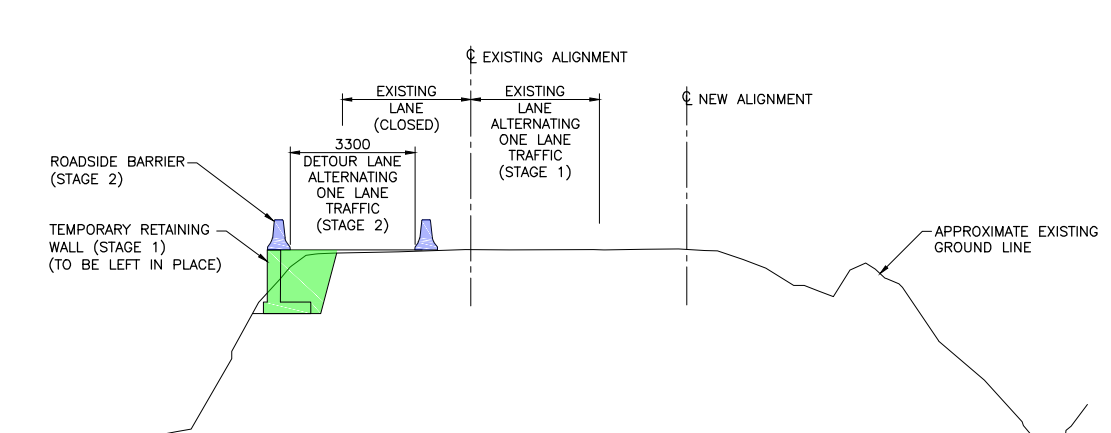 ℄ EXISTING ALIGNMENT
EXISTING
LANE
(CLOSED)
EXISTING
LANE
ALTERNATING
ONE LANE
TRAFFIC
(STAGE 1)
℄ NEW ALIGNMENT
3300
DETOUR LANE
ALTERNATING
ONE LANE
TRAFFIC
(STAGE 2)
ROADSIDE BARRIER
(STAGE 2)
TEMPORARY RETAINING
WALL (STAGE 1)
(TO BE LEFT IN PLACE)
APPROXIMATE EXISTING
GROUND LINE